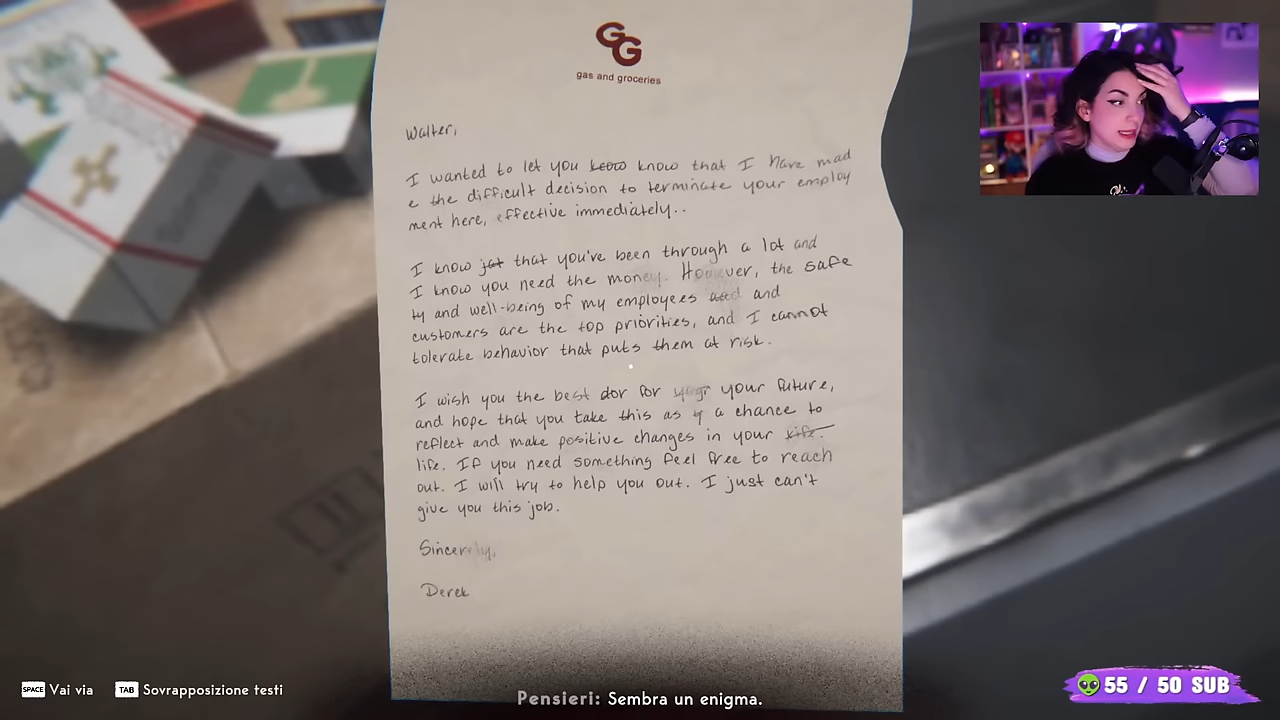 GG
gas and groceries
Walter,
I wanted to let you know that I have mad
e the difficult decision to terminate your employ
ment here, effective immediately..
I know that you've been through a lot and
I know you need the money. However, the safe
ty and well-being of my employees and
customers are the top priorities, and I cannot
tolerate behavior that puts them at risk.
I wish you the best dor for your future,
and hope that you take this as a chance to
reflect and make positive changes in your
life. If you need something feel free to reach
out. I will try to help you out. I just can't
give you this job.
Sincerely,
Derek
SPACE Vai via
TAB Sovrapposizione testi
Pensieri: Sembra un enigma.
55 / 50 SUB